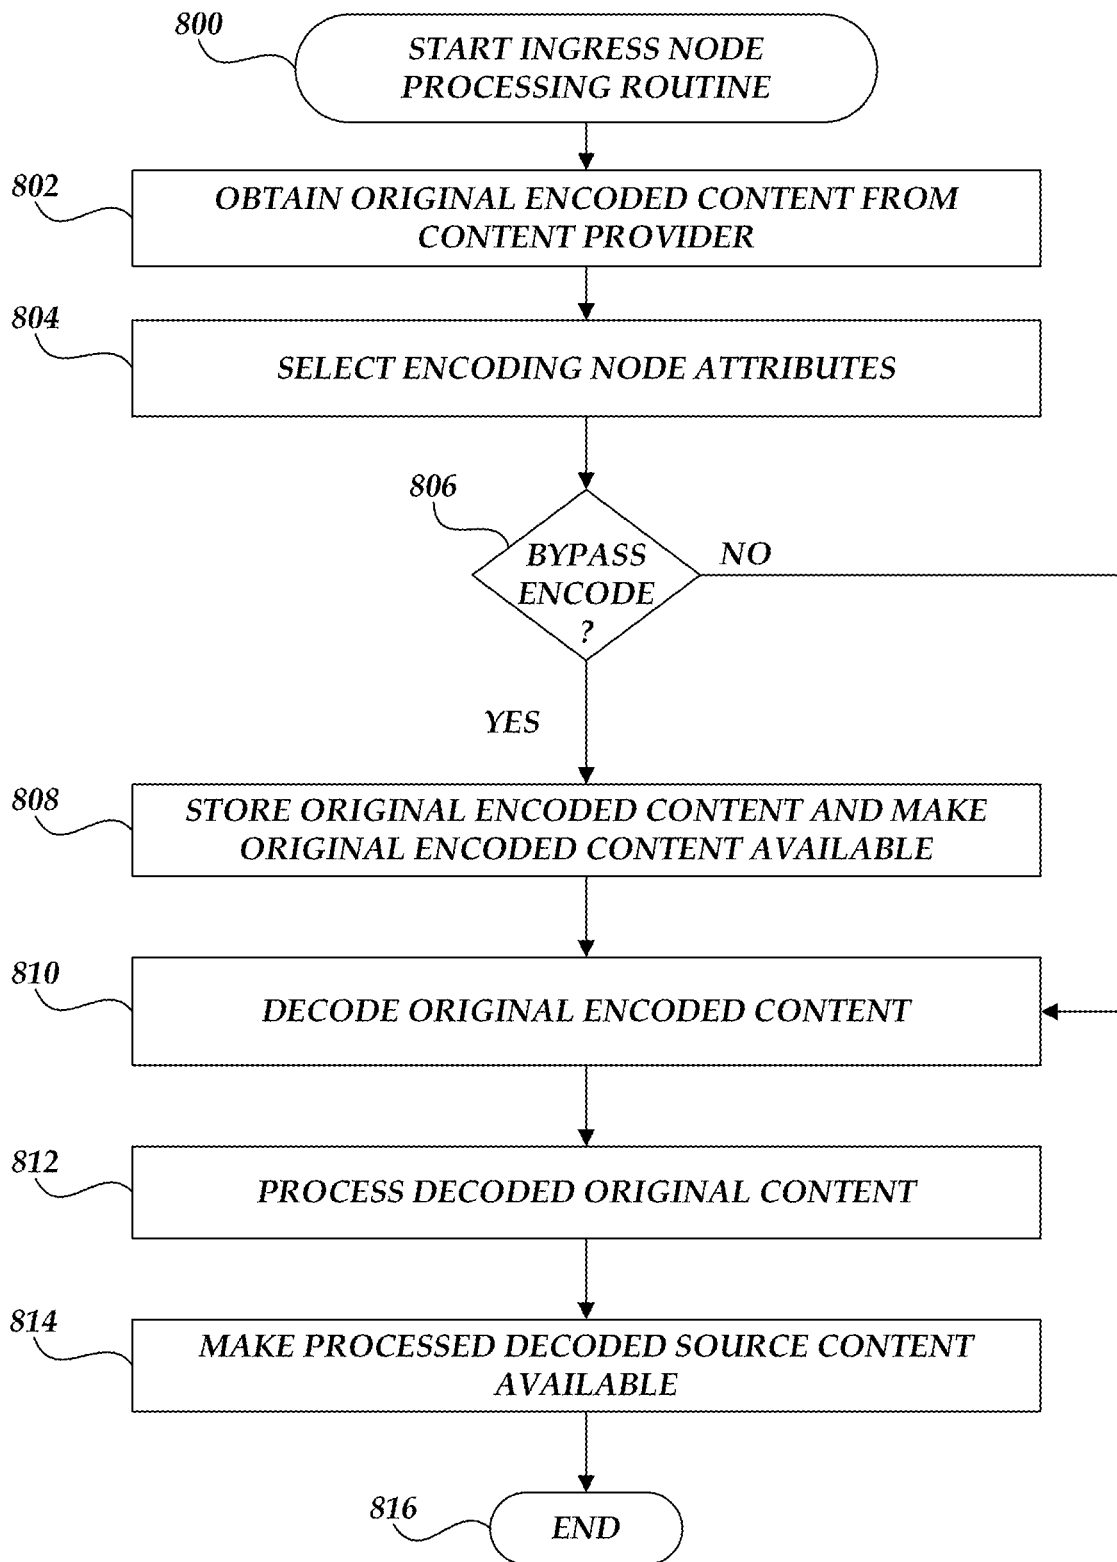 800
START INGRESS NODE
PROCESSING ROUTINE
802
OBTAIN ORIGINAL ENCODED CONTENT FROM
CONTENT PROVIDER
804
SELECT ENCODING NODE ATTRIBUTES
806
BYPASS
ENCODE
?
NO
YES
808
STORE ORIGINAL ENCODED CONTENT AND MAKE
ORIGINAL ENCODED CONTENT AVAILABLE
810
DECODE ORIGINAL ENCODED CONTENT
812
PROCESS DECODED ORIGINAL CONTENT
814
MAKE PROCESSED DECODED SOURCE CONTENT
AVAILABLE
816
END